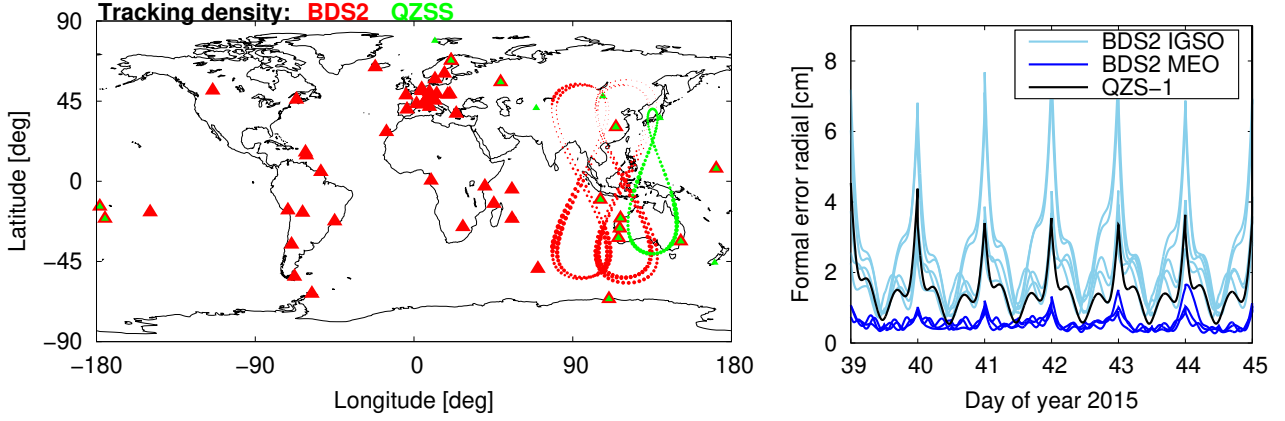 Tracking density: BDS2 QZSS
90
45
0
−45
−90
Latitude [deg]
−180 −90 0 90 180
Longitude [deg]
8
6
4
2
0
Formal error radial [cm]
BDS2 IGSO
BDS2 MEO
QZS−1
39 40 41 42 43 44 45
Day of year 2015